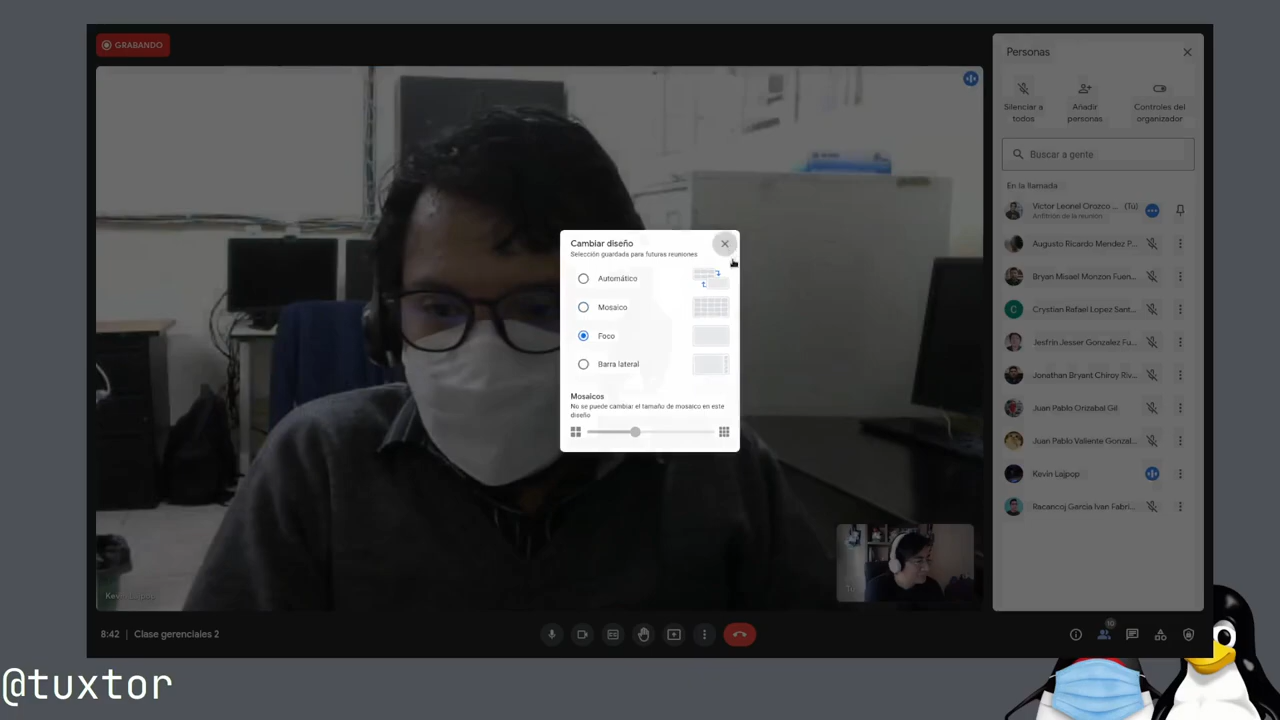 GRABANDO
Personas
Silenciar a todos
Añadir personas
Controles del organizador
Buscar a gente
En la llamada
Victor Leonel Orozco ... (Tú)
Anfitrión de la reunión
Augusto Ricardo Mendez P...
Bryan Misael Monzon Fuen...
C
Crystian Rafael Lopez Sant...
Jesfrin Jesser Gonzalez Fu...
Jonathan Bryant Chiroy Riv...
Juan Pablo Orizabal Gil
Juan Pablo Valiente Gonzal...
Kevin Lajpop
Racancoj Garcia Ivan Fabri...
Cambiar diseño
Selección guardada para futuras reuniones
Automático
Mosaico
Foco
Barra lateral
Mosaicos
No se puede cambiar el tamaño de mosaico en este
diseño
Kevin Lajpop
Tú
8:42 | Clase gerenciales 2
10
@tuxtor